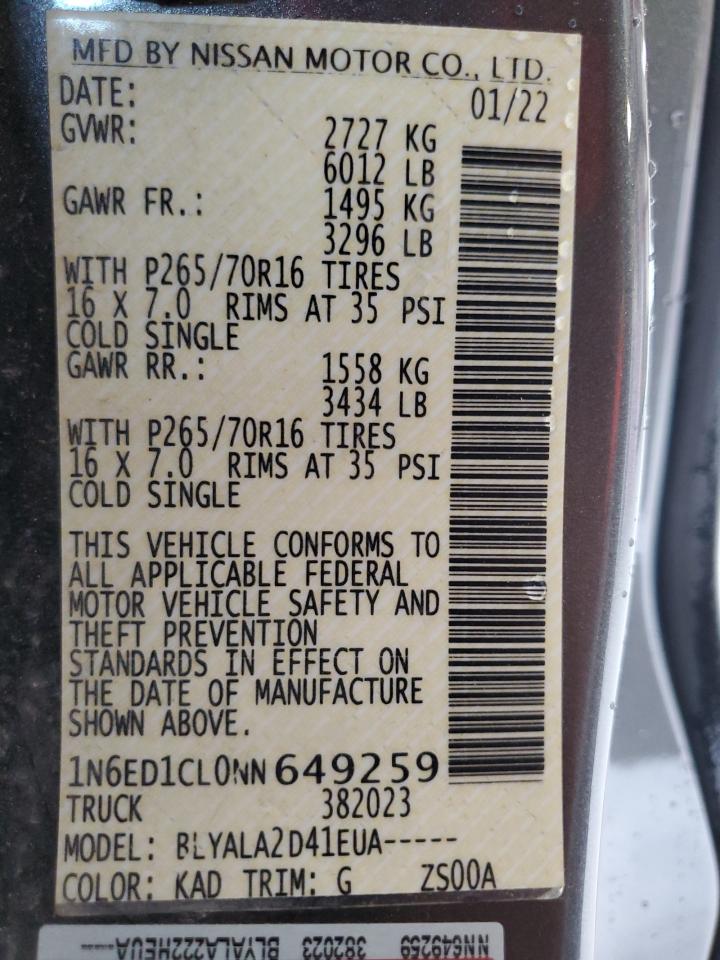 MFD BY NISSAN MOTOR CO., LTD.
DATE: 01/22
GVWR: 2727 KG
6012 LB
GAWR FR.: 1495 KG
3296 LB
WITH P265/70R16 TIRES
16 X 7.0 RIMS AT 35 PSI
COLD SINGLE
GAWR RR.: 1558 KG
3434 LB
WITH P265/70R16 TIRES
16 X 7.0 RIMS AT 35 PSI
COLD SINGLE
THIS VEHICLE CONFORMS TO
ALL APPLICABLE FEDERAL
MOTOR VEHICLE SAFETY AND
THEFT PREVENTION
STANDARDS IN EFFECT ON
THE DATE OF MANUFACTURE
SHOWN ABOVE.
1N6ED1CL0NN649259
TRUCK 382023
MODEL: BLYALA2D41EUA-----
COLOR: KAD TRIM: G ZS00A
NN649259 382023 BLYALA222HEUA-----